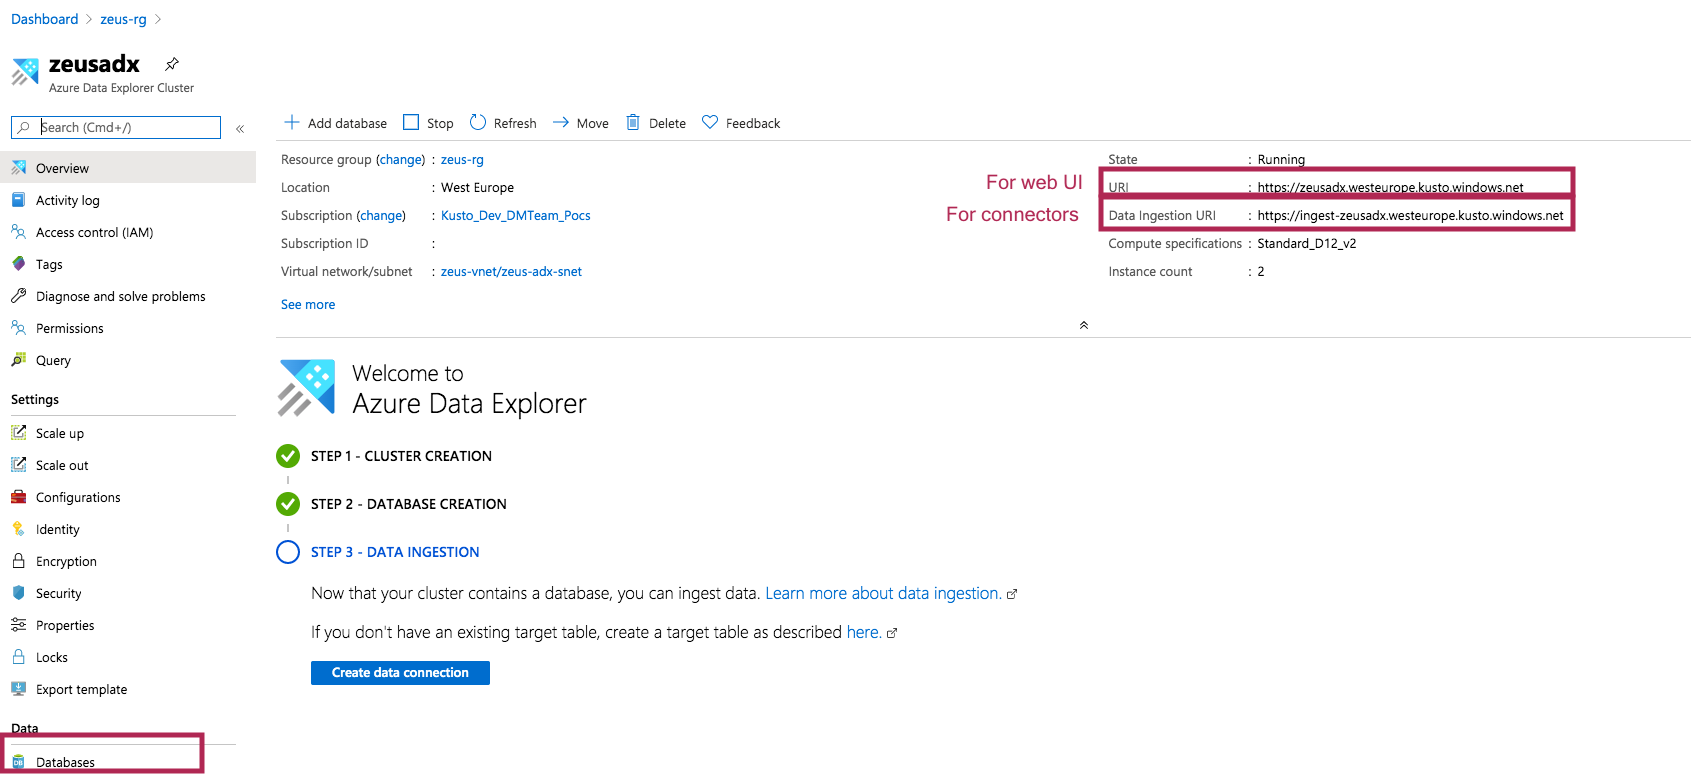 Dashboard > zeus-rg >
zeusadx
Azure Data Explorer Cluster
Search (Cmd+/)
«
Overview
Activity log
Access control (IAM)
Tags
Diagnose and solve problems
Permissions
Query
Settings
Scale up
Scale out
Configurations
Identity
Encryption
Security
Properties
Locks
Export template
Data
Databases
Add database Stop Refresh Move Delete Feedback
Resource group (change) : zeus-rg
Location : West Europe
Subscription (change) : Kusto_Dev_DMTeam_Pocs
Subscription ID :
Virtual network/subnet : zeus-vnet/zeus-adx-snet
See more
State : Running
For web UI URI : https://zeusadx.westeurope.kusto.windows.net
For connectors Data Ingestion URI : https://ingest-zeusadx.westeurope.kusto.windows.net
Compute specifications : Standard_D12_v2
Instance count : 2
Welcome to
Azure Data Explorer
STEP 1 - CLUSTER CREATION
STEP 2 - DATABASE CREATION
STEP 3 - DATA INGESTION
Now that your cluster contains a database, you can ingest data. Learn more about data ingestion.
If you don't have an existing target table, create a target table as described here.
Create data connection